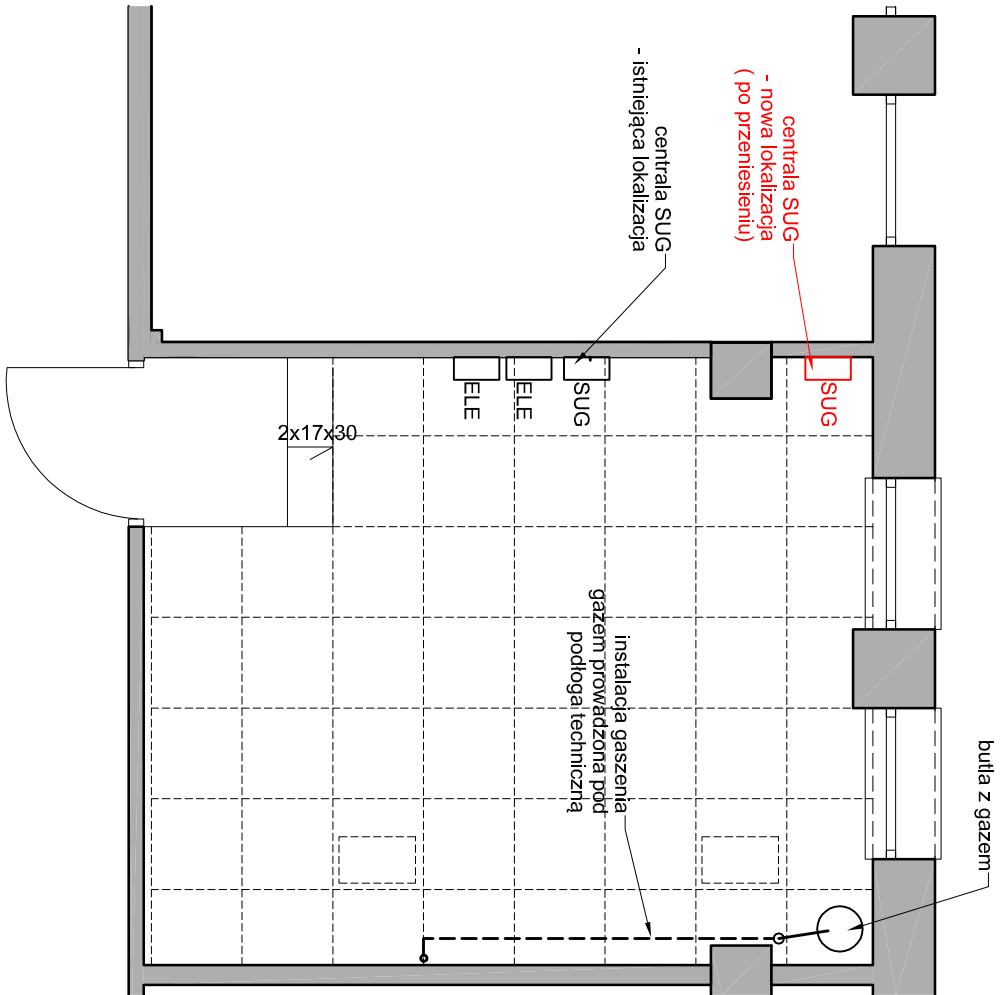 centrala SUG
- nowa lokalizacja
( po przeniesieniu)
centrala SUG
- istniejąca lokalizacja
SUG
SUG
ELE
ELE
2x17x30
instalacja gaszenia
gazem prowadzona pod
podłoga techniczną
butla z gazem